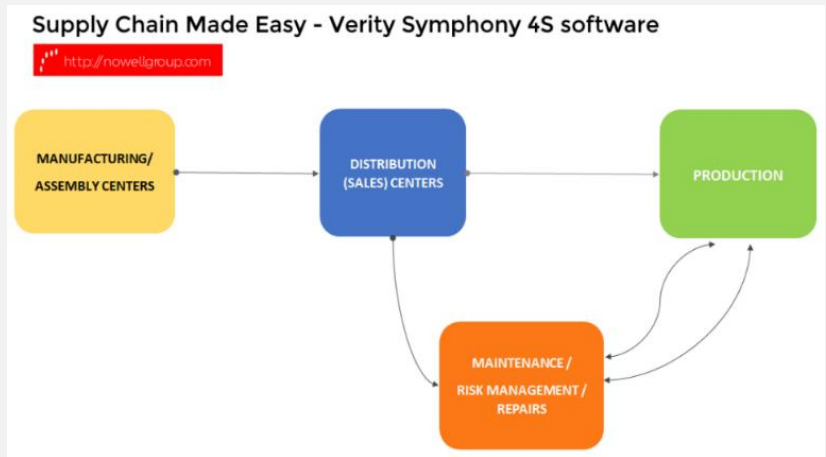 Supply Chain Made Easy - Verity Symphony 4S software
http://nowellgroup.com
MANUFACTURING/
ASSEMBLY CENTERS
DISTRIBUTION
(SALES) CENTERS
PRODUCTION
MAINTENANCE /
RISK MANAGEMENT /
REPAIRS